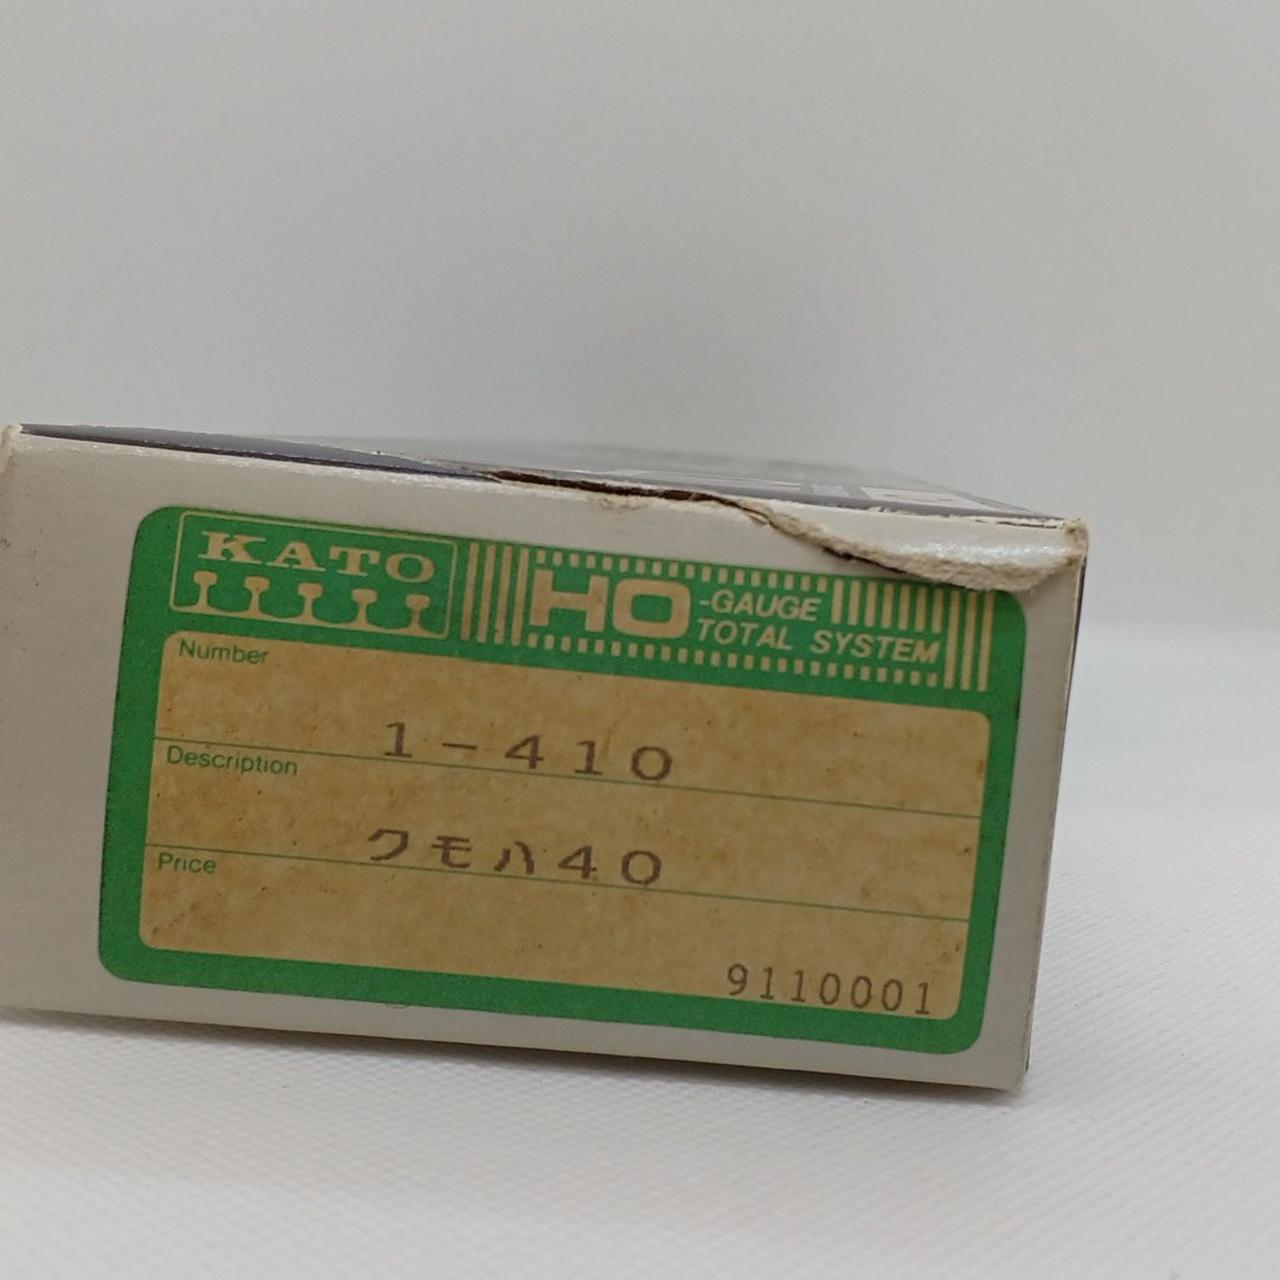 KATO
HO-GAUGE
TOTAL SYSTEM
Number
1-410
Description
クモハ40
Price
9110001